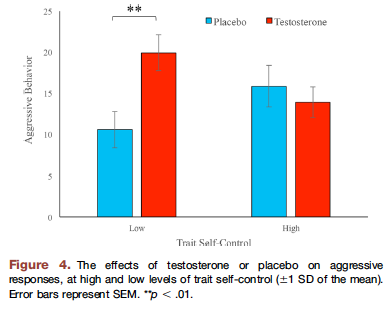 **
Placebo Testosterone
25
20
15
10
5
0
Aggressive Behavior
Low High
Trait Self-Control
Figure 4. The effects of testosterone or placebo on aggressive
responses, at high and low levels of trait self-control (±1 SD of the mean).
Error bars represent SEM. **p < .01.